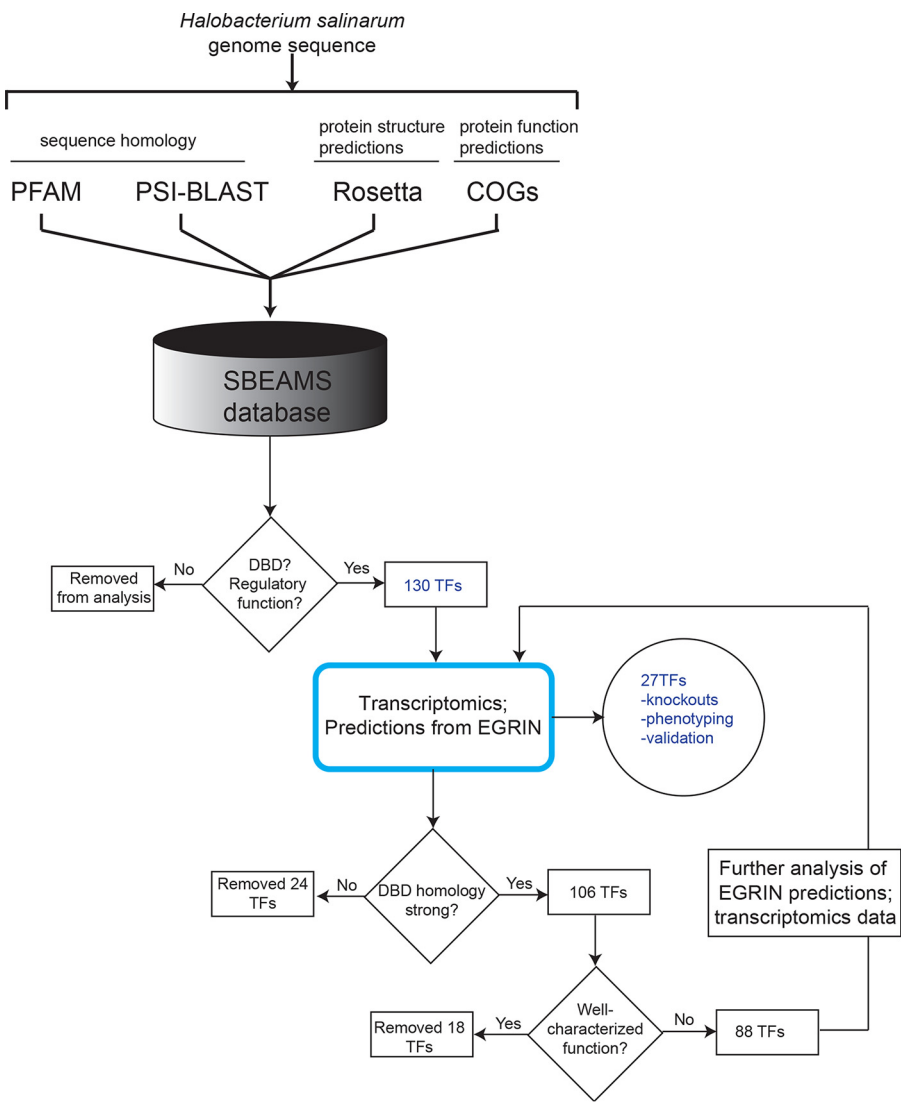 Halobacterium salinarum
genome sequence
sequence homology
protein structure
predictions
protein function
predictions
PFAM
PSI-BLAST
Rosetta
COGs
SBEAMS
database
DBD?
Regulatory
function?
No
Removed
from analysis
Yes
130 TFs
Transcriptomics;
Predictions from EGRIN
27TFs
-knockouts
-phenotyping
-validation
DBD homology
strong?
No
Removed 24
TFs
Yes
106 TFs
Further analysis of
EGRIN predictions;
transcriptomics data
Well-
characterized
function?
Yes
Removed 18
TFs
No
88 TFs